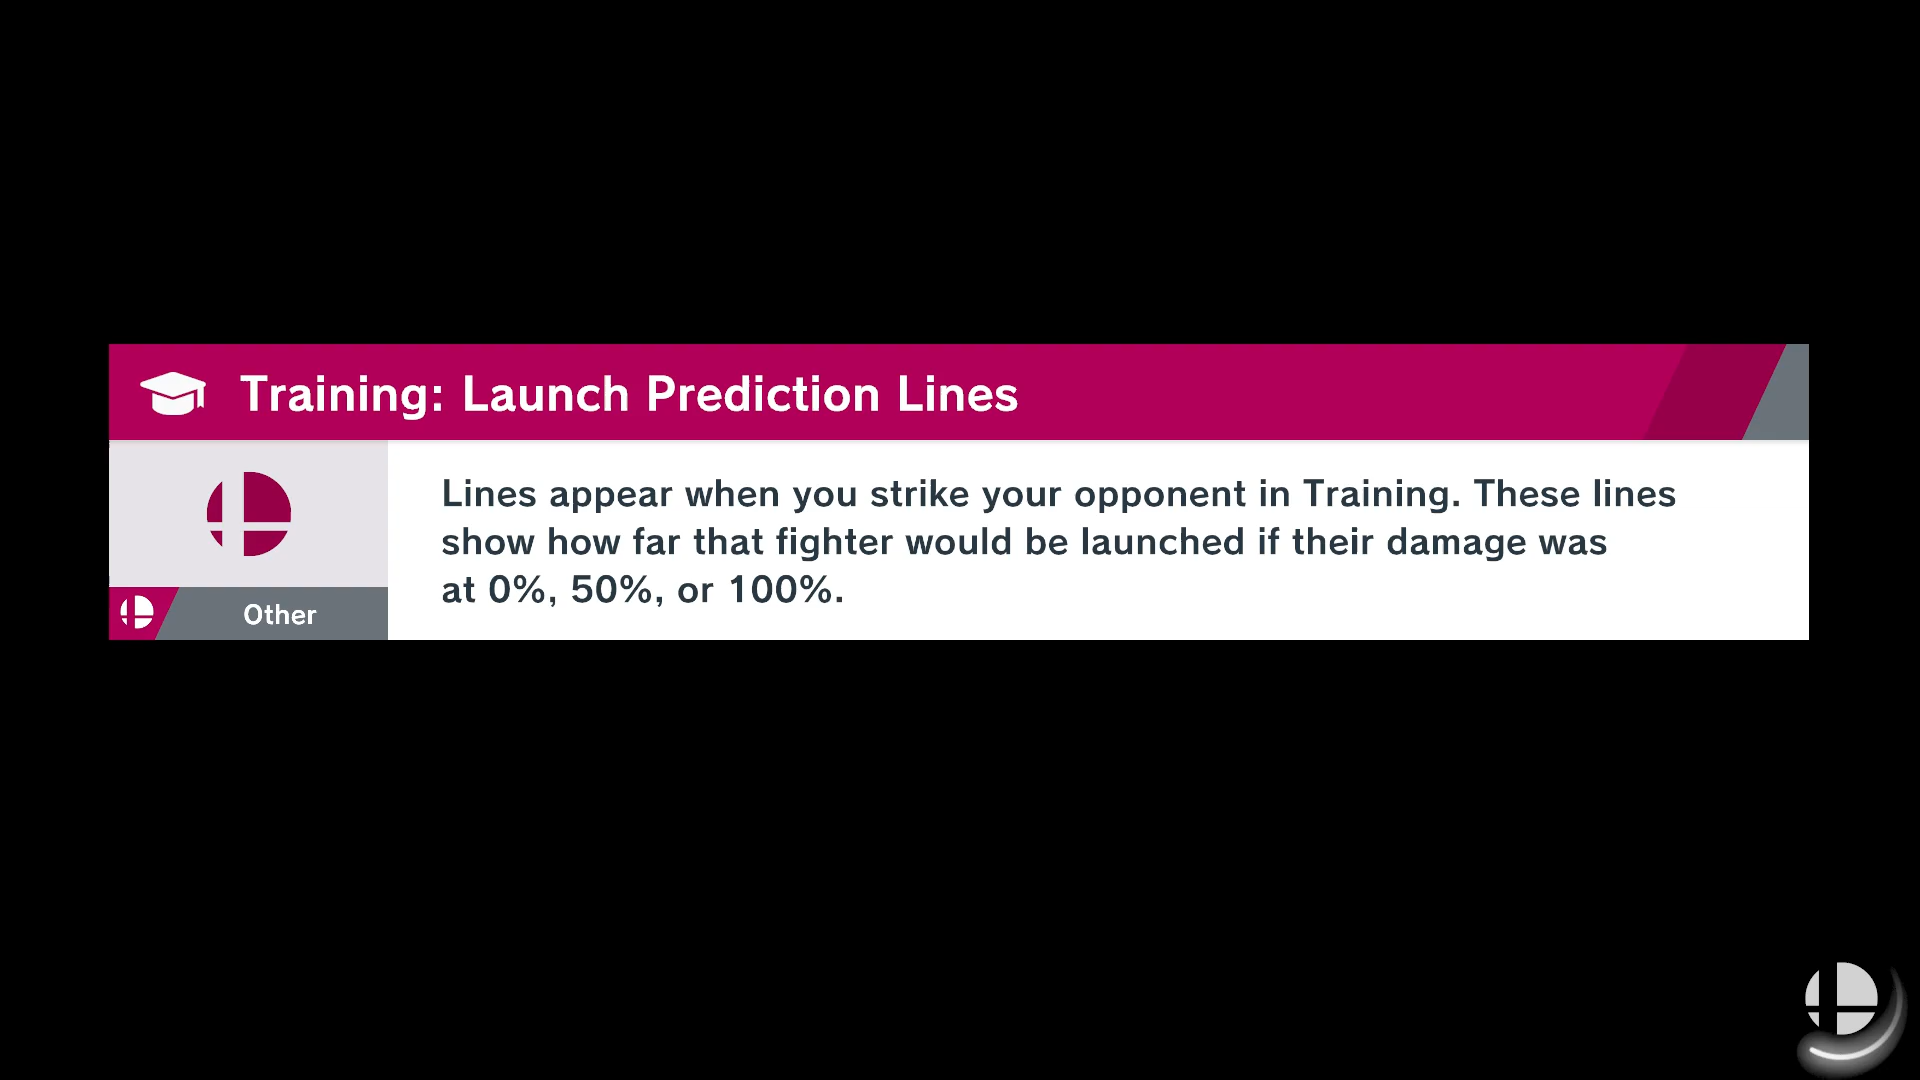 Training: Launch Prediction Lines
Lines appear when you strike your opponent in Training. These lines
show how far that fighter would be launched if their damage was
at 0%, 50%, or 100%.
Other